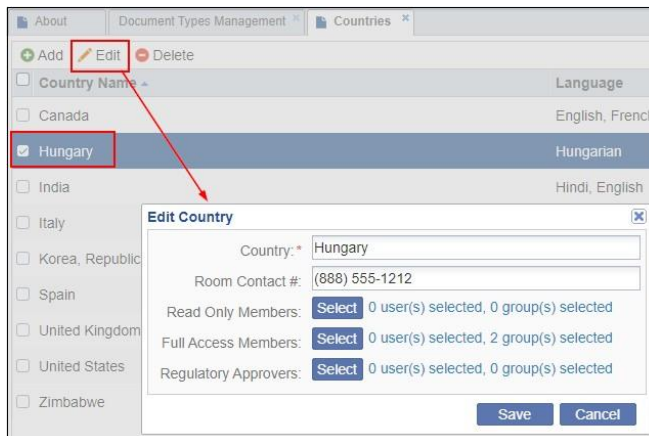 About Document Types Management Countries
Add Edit Delete
Country Name Language
Canada English, Frenc
Hungary Hungarian
India Hindi, English
Italy
Korea, Republic
Spain
United Kingdom
United States
Zimbabwe
Edit Country
Country:* Hungary
Room Contact #: (888) 555-1212
Read Only Members: Select 0 user(s) selected, 0 group(s) selected
Full Access Members: Select 0 user(s) selected, 2 group(s) selected
Regulatory Approvers: Select 0 user(s) selected, 0 group(s) selected
Save Cancel